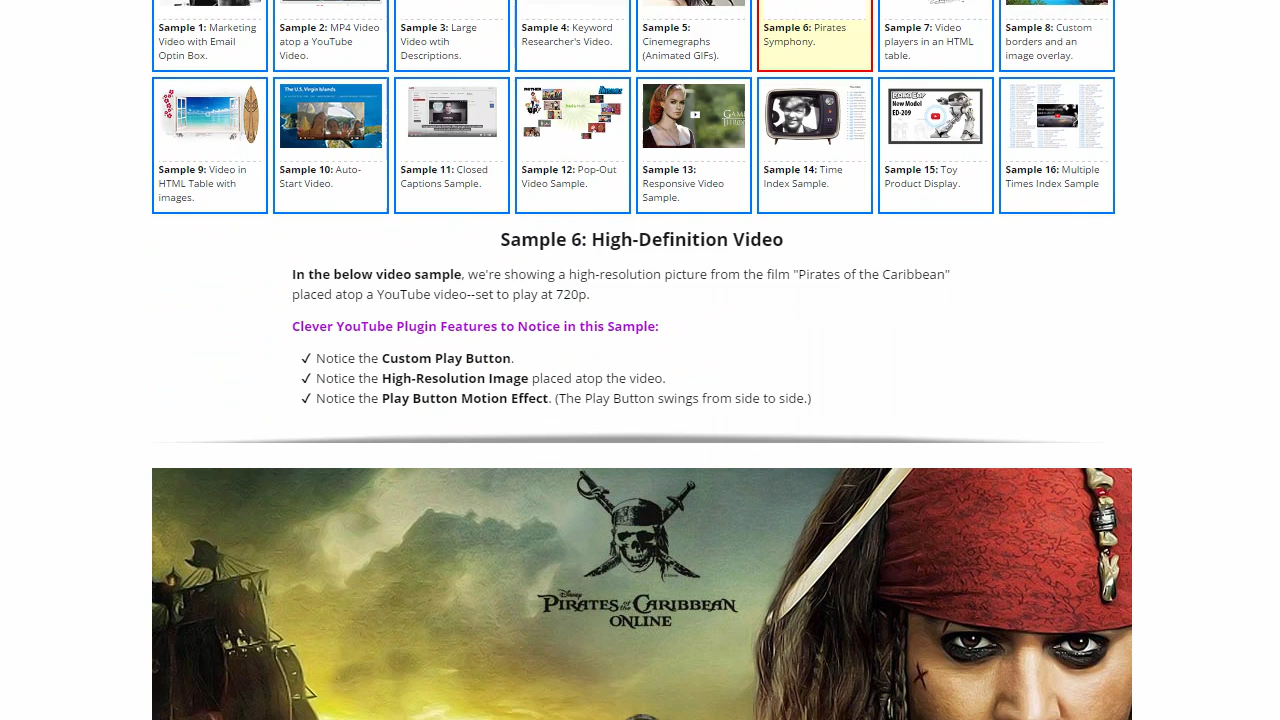 Sample 1: Marketing
Video with Email
Optin Box.
Sample 2: MP4 Video
atop a YouTube
Video.
Sample 3: Large
Video wtih
Descriptions.
Sample 4: Keyword
Researcher's Video.
Sample 5:
Cinemegraphs
(Animated GIFs).
Sample 6: Pirates
Symphony.
Sample 7: Video
players in an HTML
table.
Sample 8: Custom
borders and an
image overlay.
The U.S. Virgin Islands
New Model
ED-209
Sample 9: Video in
HTML Table with
images.
Sample 10: Auto-
Start Video.
Sample 11: Closed
Captions Sample.
Sample 12: Pop-Out
Video Sample.
Sample 13:
Responsive Video
Sample.
Sample 14: Time
Index Sample.
Sample 15: Toy
Product Display.
Sample 16: Multiple
Times Index Sample
Sample 6: High-Definition Video
In the below video sample, we're showing a high-resolution picture from the film "Pirates of the Caribbean"
placed atop a YouTube video--set to play at 720p.
Clever YouTube Plugin Features to Notice in this Sample:
✓ Notice the Custom Play Button.
✓ Notice the High-Resolution Image placed atop the video.
✓ Notice the Play Button Motion Effect. (The Play Button swings from side to side.)
Disney
PIRATES of the CARIBBEAN
ONLINE